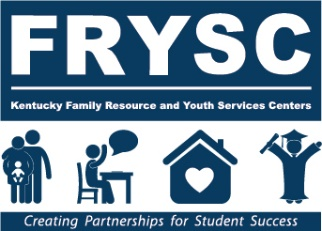 FRYSC
Kentucky Family Resource and Youth Services Centers
Creating Partnerships for Student Success